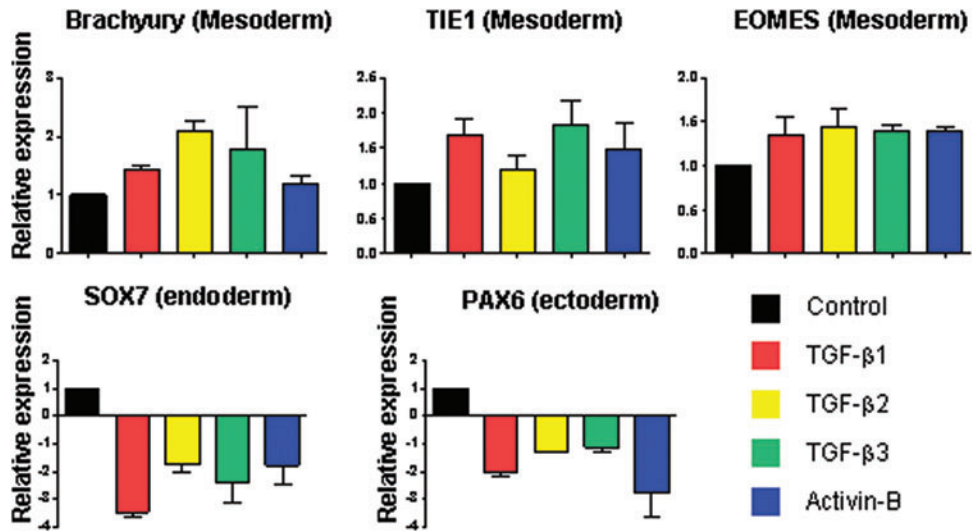 Brachyury (Mesoderm)
TIE1 (Mesoderm)
EOMES (Mesoderm)
Relative expression
3
2
1
0
2.6
2.0
1.6
1.0
0.6
0.0
2.0
1.6
1.0
0.6
0.0
SOX7 (endoderm)
PAX6 (ectoderm)
Relative expression
2
1
0
-1
-2
-3
-4
Relative expression
2
1
0
-1
-2
-3
-4
Control
TGF-β1
TGF-β2
TGF-β3
Activin-B